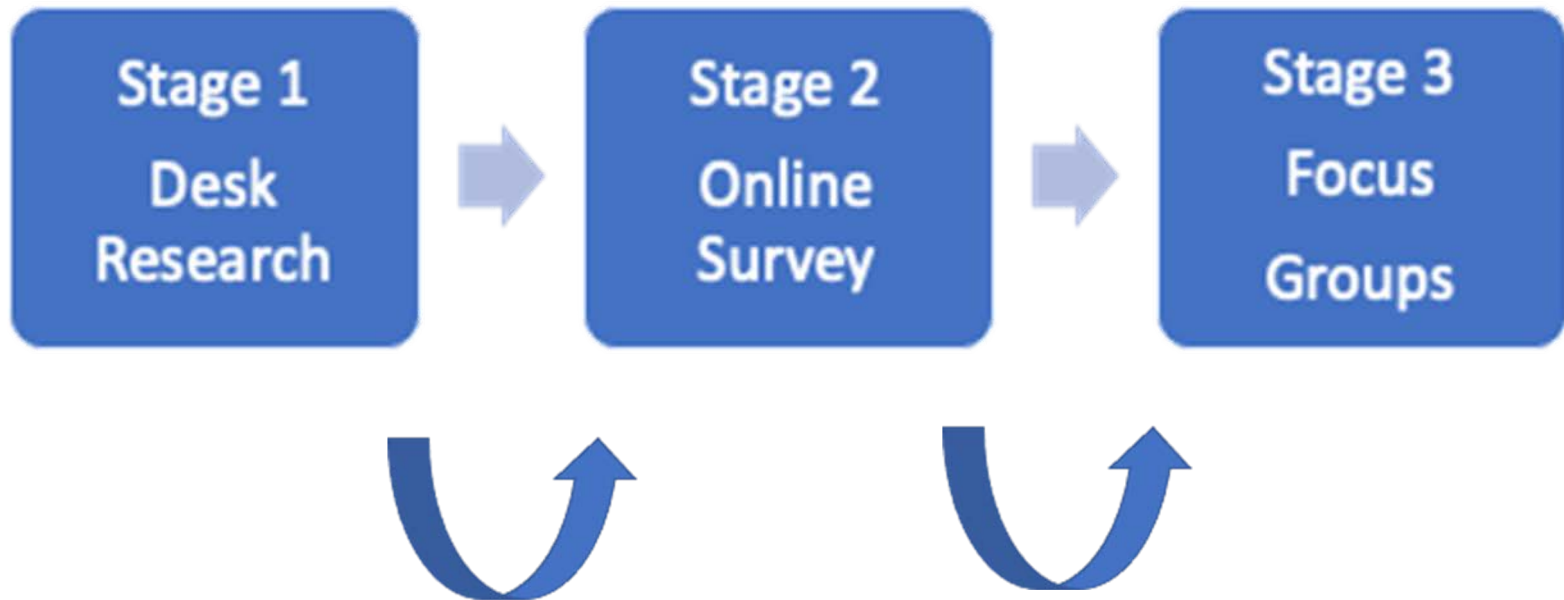 Stage 1
Desk
Research
Stage 2
Online
Survey
Stage 3
Focus
Groups